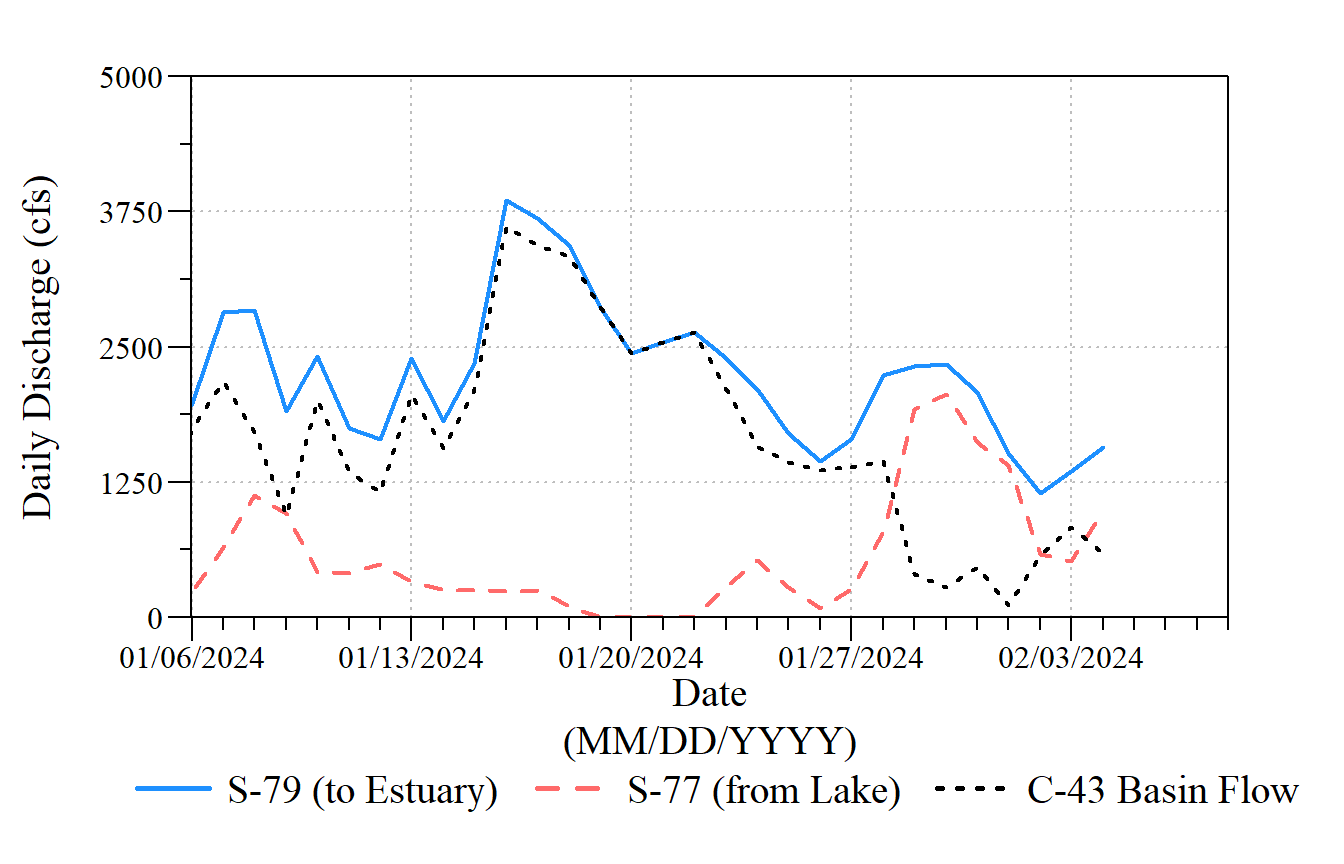 5000
3750
2500
1250
0
Daily Discharge (cfs)
01/06/2024 01/13/2024 01/20/2024 01/27/2024 02/03/2024
Date
(MM/DD/YYYY)
S-79 (to Estuary) S-77 (from Lake) C-43 Basin Flow